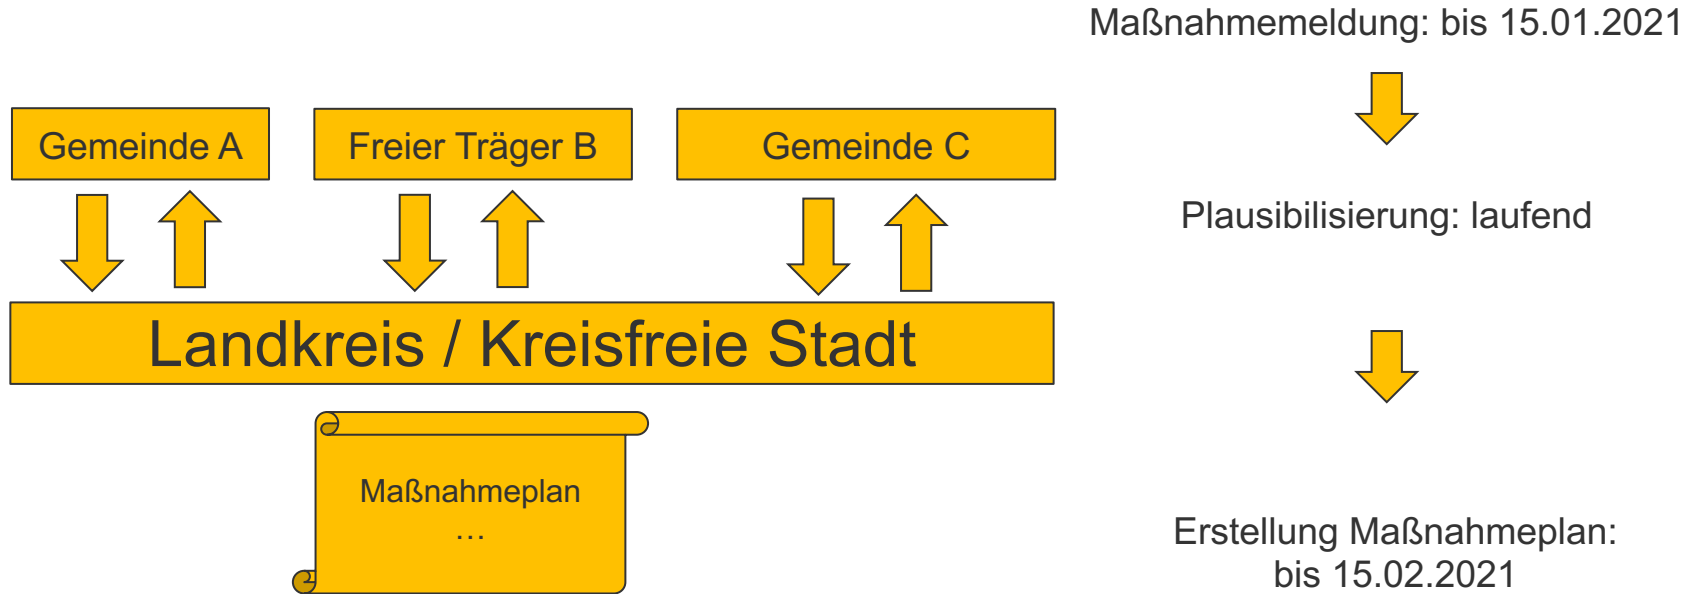 Maßnahmemeldung: bis 15.01.2021
Gemeinde A
Freier Träger B
Gemeinde C
Plausibilisierung: laufend
Landkreis / Kreisfreie Stadt
Maßnahmeplan
…
Erstellung Maßnahmeplan:
bis 15.02.2021